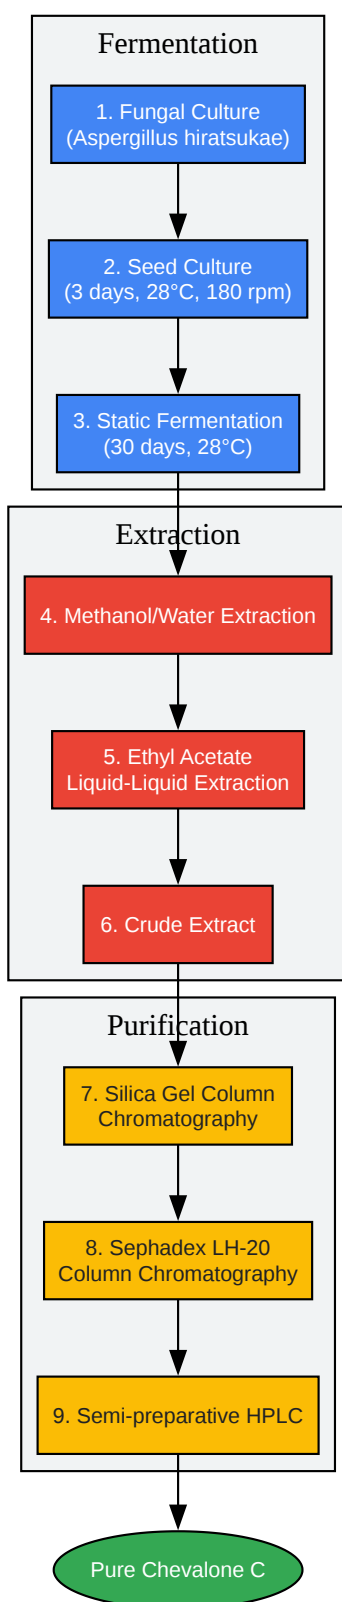 Fermentation
1. Fungal Culture
(Aspergillus hiratsukae)
2. Seed Culture
(3 days, 28°C, 180 rpm)
3. Static Fermentation
(30 days, 28°C)
Extraction
4. Methanol/Water Extraction
5. Ethyl Acetate
Liquid-Liquid Extraction
6. Crude Extract
Purification
7. Silica Gel Column
Chromatography
8. Sephadex LH-20
Column Chromatography
9. Semi-preparative HPLC
Pure Chevalone C